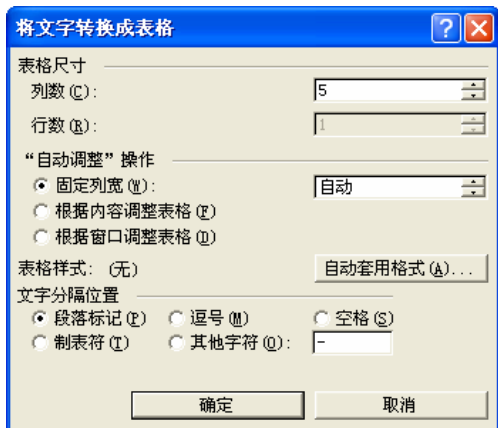 将文字转换成表格
表格尺寸
列数(C): 5
行数(R): 1
“自动调整”操作
固定列宽(W): 自动
根据内容调整表格(F)
根据窗口调整表格(D)
表格样式: (无) 自动套用格式(A)...
文字分隔位置
段落标记(P) 逗号(M) 空格(S)
制表符(T) 其他字符(O): -
确定 取消